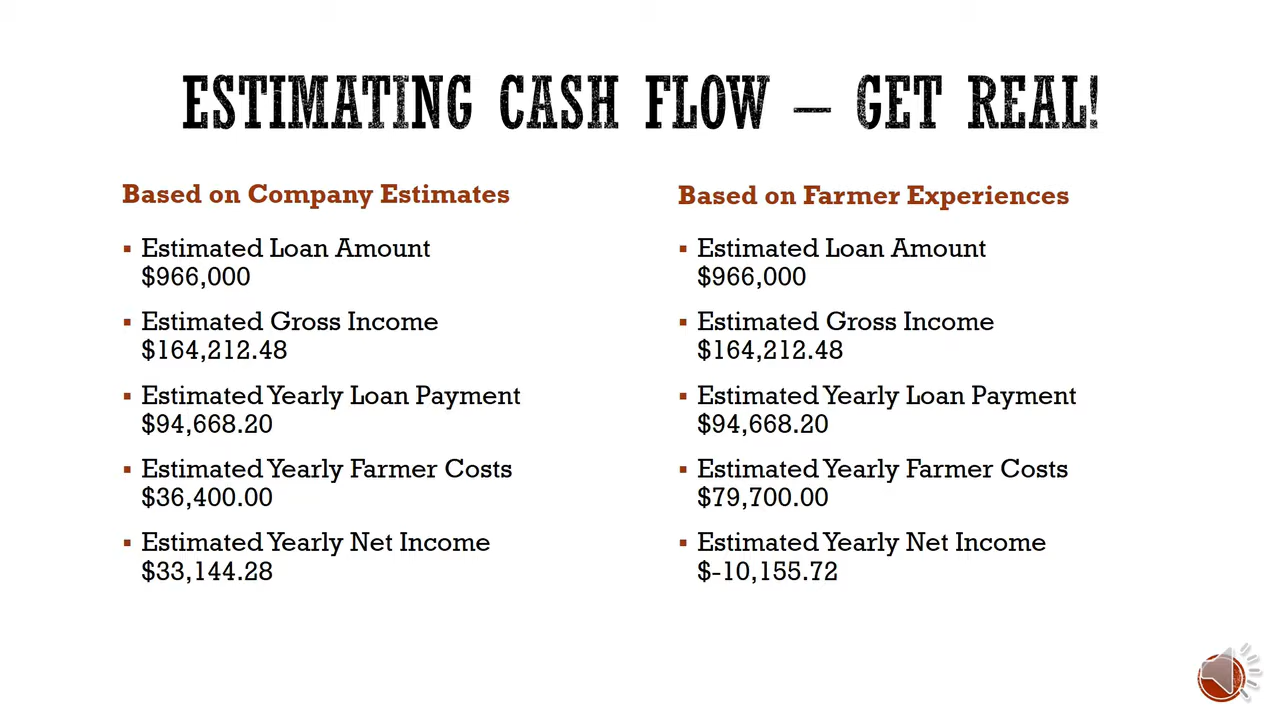 ESTIMATING CASH FLOW – GET REAL!
Based on Company Estimates
▪ Estimated Loan Amount
$966,000
▪ Estimated Gross Income
$164,212.48
▪ Estimated Yearly Loan Payment
$94,668.20
▪ Estimated Yearly Farmer Costs
$36,400.00
▪ Estimated Yearly Net Income
$33,144.28
Based on Farmer Experiences
▪ Estimated Loan Amount
$966,000
▪ Estimated Gross Income
$164,212.48
▪ Estimated Yearly Loan Payment
$94,668.20
▪ Estimated Yearly Farmer Costs
$79,700.00
▪ Estimated Yearly Net Income
$-10,155.72